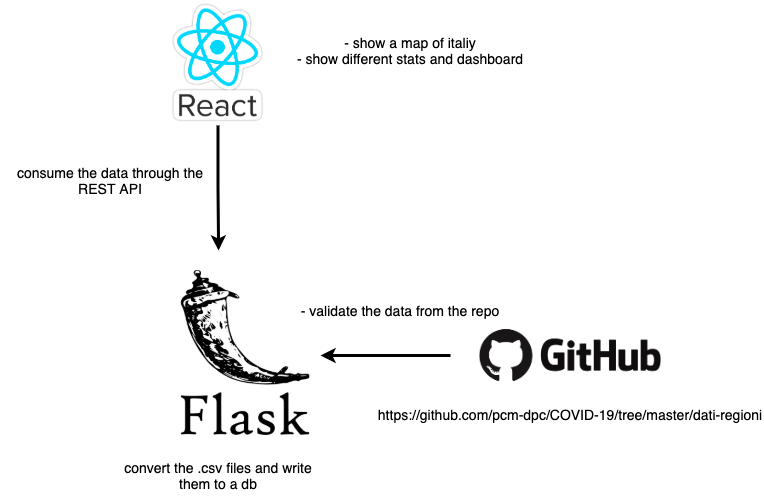 - show a map of italiy
- show different stats and dashboard
React
consume the data through the
REST API
- validate the data from the repo
GitHub
Flask
https://github.com/pcm-dpc/COVID-19/tree/master/dati-regioni
convert the .csv files and write
them to a db